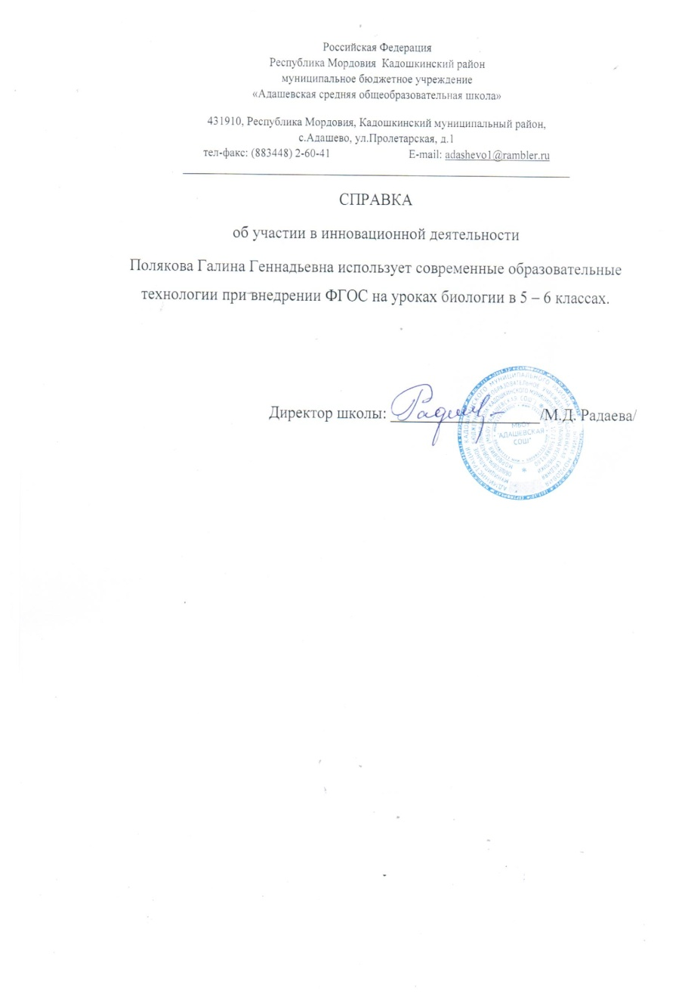 Российская Федерация
Республика Мордовия Кадошкинский район
муниципальное бюджетное учреждение
«Адашевская средняя общеобразовательная школа»
431910, Республика Мордовия, Кадошкинский муниципальный район,
с.Адашево, ул.Пролетарская, д.1
тел-факс: (883448) 2-60-41 E-mail: adashevo1@rambler.ru
СПРАВКА
об участии в инновационной деятельности
Полякова Галина Геннадьевна использует современные образовательные
технологии при внедрении ФГОС на уроках биологии в 5 – 6 классах.
Директор школы: /М.Д. Радаева/
МБОУ
"АДАШЕВСКАЯ
СОШ"